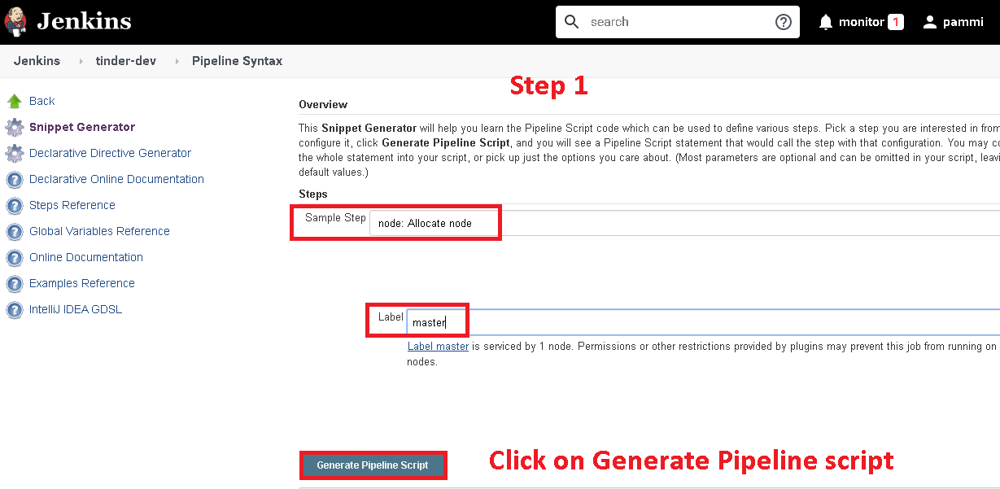 Jenkins
search
monitor 1
pammi
Jenkins
tinder-dev
Pipeline Syntax
Step 1
Back
Snippet Generator
Declarative Directive Generator
Declarative Online Documentation
Steps Reference
Global Variables Reference
Online Documentation
Examples Reference
IntelliJ IDEA GDSL
Overview
This Snippet Generator will help you learn the Pipeline Script code which can be used to define various steps. Pick a step you are interested in from
configure it, click Generate Pipeline Script, and you will see a Pipeline Script statement that would call the step with that configuration. You may
the whole statement into your script, or pick up just the options you care about. (Most parameters are optional and can be omitted in your script,
default values.)
Steps
Sample Step node: Allocate node
Label master
Label master is serviced by 1 node. Permissions or other restrictions provided by plugins may prevent this job from running on
nodes.
Generate Pipeline Script
Click on Generate Pipeline script